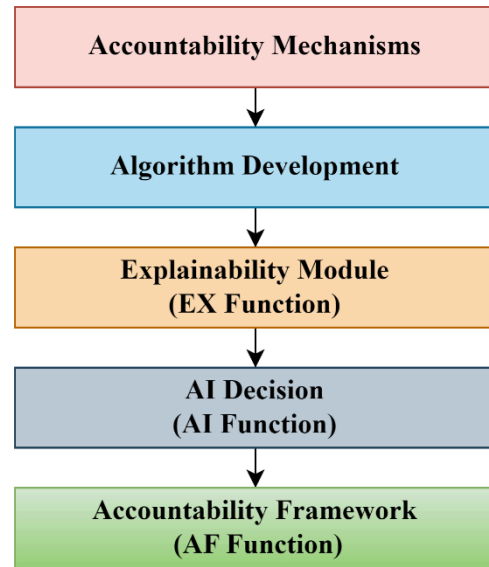 Accountability Mechanisms
Algorithm Development
Explainability Module
(EX Function)
AI Decision
(AI Function)
Accountability Framework
(AF Function)